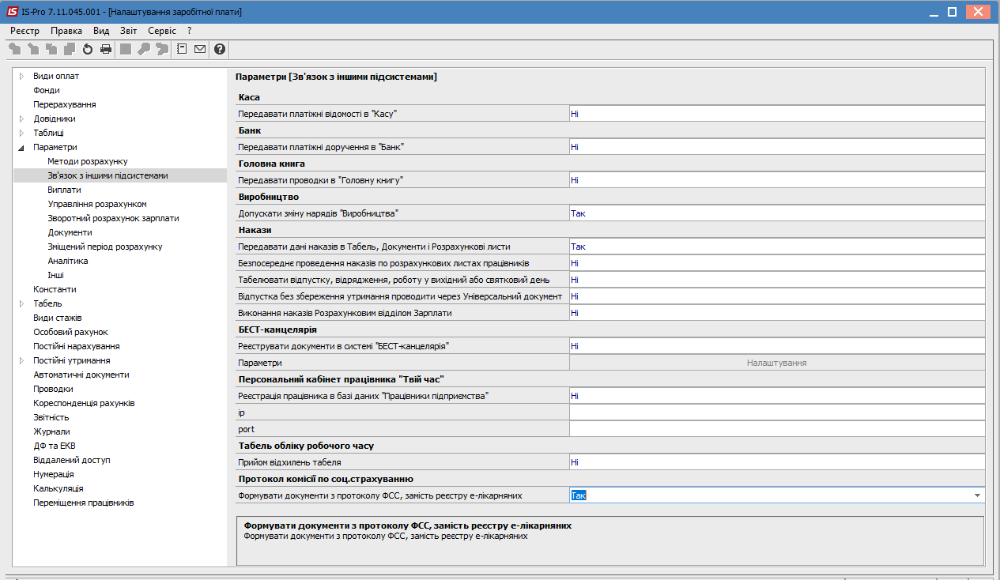 IS-Pro 7.11.045.001 - [Налаштування заробітної плати]
Реєстр Правка Вид Звіт Сервіс ?
Види оплат
Фонди
Перерахування
Довідники
Таблиці
Параметри
Методи розрахунку
Зв'язок з іншими підсистемами
Виплати
Управління розрахунком
Зворотний розрахунок зарплати
Документи
Зміщений період розрахунку
Аналітика
Інші
Константи
Табель
Види стажів
Особовий рахунок
Постійні нарахування
Постійні утримання
Автоматичні документи
Проводки
Кореспонденція рахунків
Звітність
Журнали
ДФ та ЕКВ
Віддалений доступ
Нумерація
Калькуляція
Переміщення працівників
Параметри [Зв'язок з іншими підсистемами]
Каса
Передавати платіжні відомості в "Касу" Ні
Банк
Передавати платіжні доручення в "Банк" Ні
Головна книга
Передавати проводки в "Головну книгу" Ні
Виробництво
Допускати зміну нарядів "Виробництва" Так
Накази
Передавати дані наказів в Табель, Документи і Розрахункові листи Так
Безпосереднє проведення наказів по розрахункових листах працівників Ні
Табелювати відпустку, відрядження, роботу у вихідний або святковий день Ні
Відпустка без збереження утримання проводити через Універсальний документ Ні
Виконання наказів Розрахунковим відділом Зарплати Ні
БЕСТ-канцелярія
Реєструвати документи в системі "БЕСТ-канцелярія" Ні
Параметри Налаштування
Персональний кабінет працівника "Твій час"
Реєстрація працівника в базі даних "Працівники підприємства" Ні
ip
port
Табель обліку робочого часу
Прийом відхилень табеля Ні
Протокол комісії по соц.страхуванню
Формувати документи з протоколу ФСС, замість реєстру е-лікарняних Так
Формувати документи з протоколу ФСС, замість реєстру е-лікарняних
Формувати документи з протоколу ФСС, замість реєстру е-лікарняних